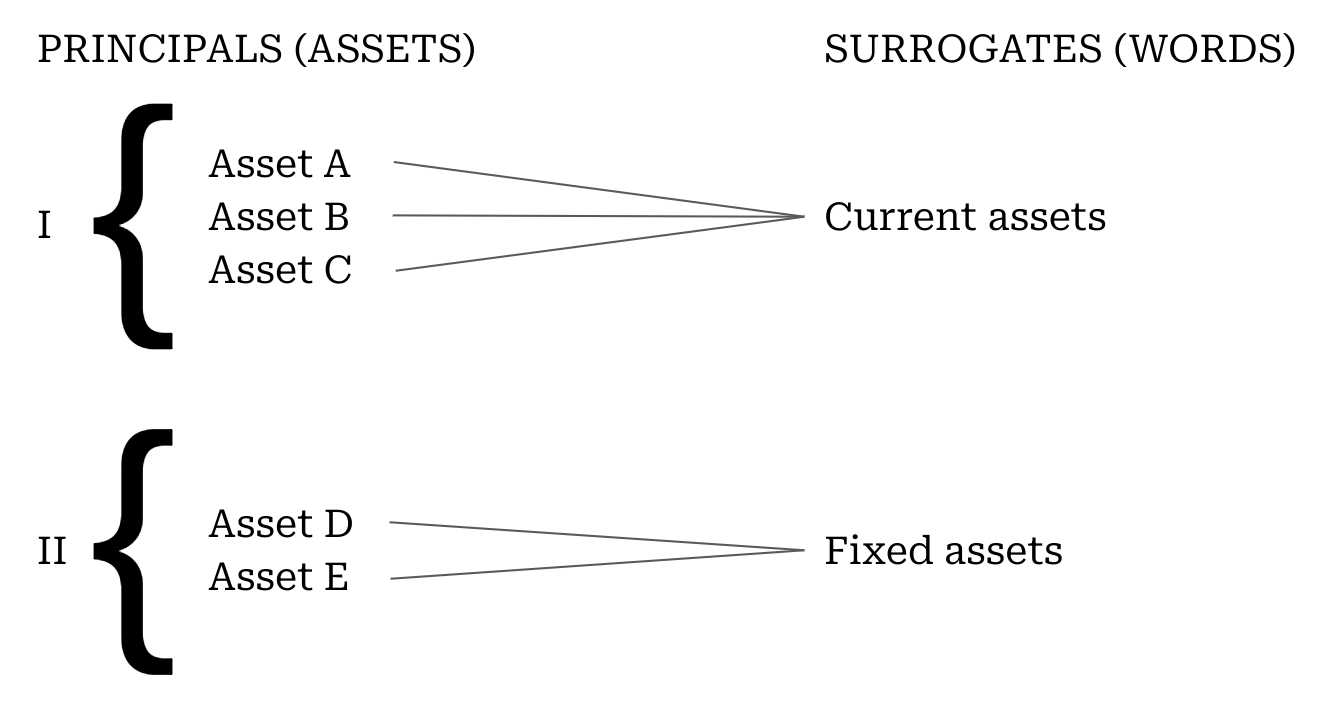 PRINCIPALS (ASSETS) SURROGATES (WORDS)
Asset A
I Asset B Current assets
Asset C
Asset D
II Fixed assets
Asset E